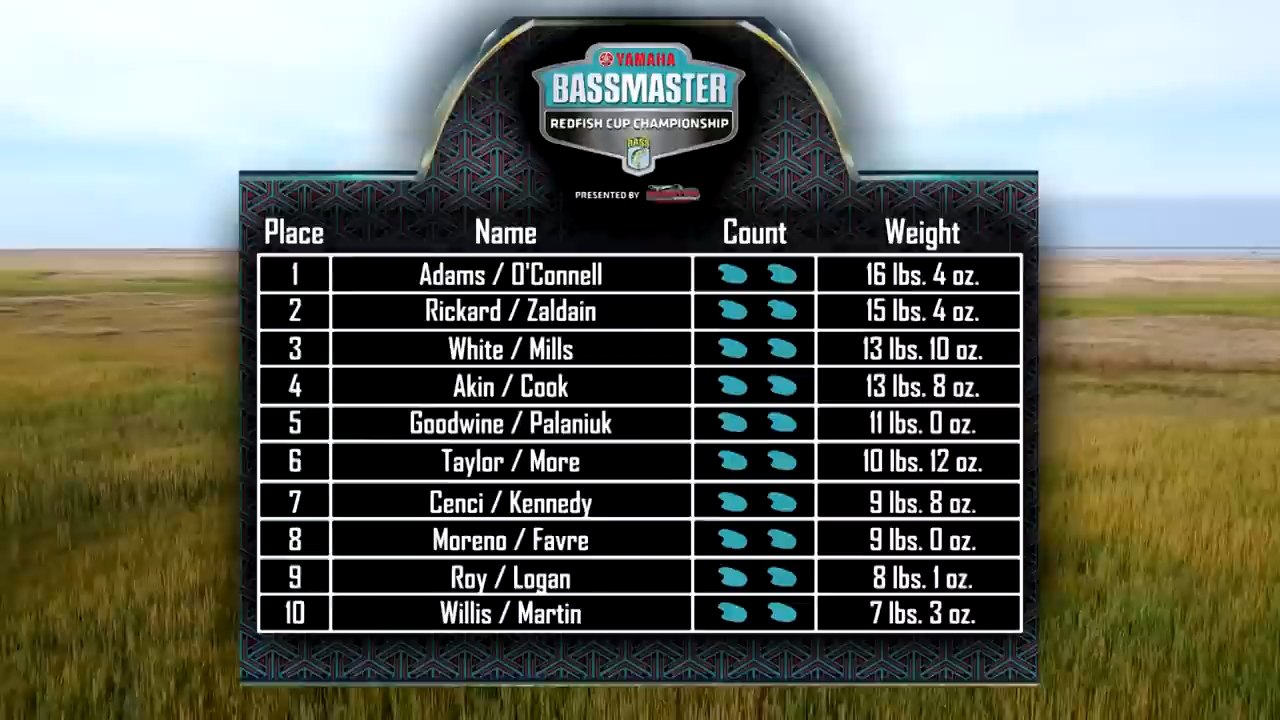 YAMAHA
BASSMASTER
REDFISH CUP CHAMPIONSHIP
BASS
PRESENTED BY
Place Name Count Weight
1 Adams / O'Connell 16 lbs. 4 oz.
2 Rickard / Zaldain 15 lbs. 4 oz.
3 White / Mills 13 lbs. 10 oz.
4 Akin / Cook 13 lbs. 8 oz.
5 Goodwine / Palaniuk 11 lbs. 0 oz.
6 Taylor / More 10 lbs. 12 oz.
7 Cenci / Kennedy 9 lbs. 8 oz.
8 Moreno / Favre 9 lbs. 0 oz.
9 Roy / Logan 8 lbs. 1 oz.
10 Willis / Martin 7 lbs. 3 oz.